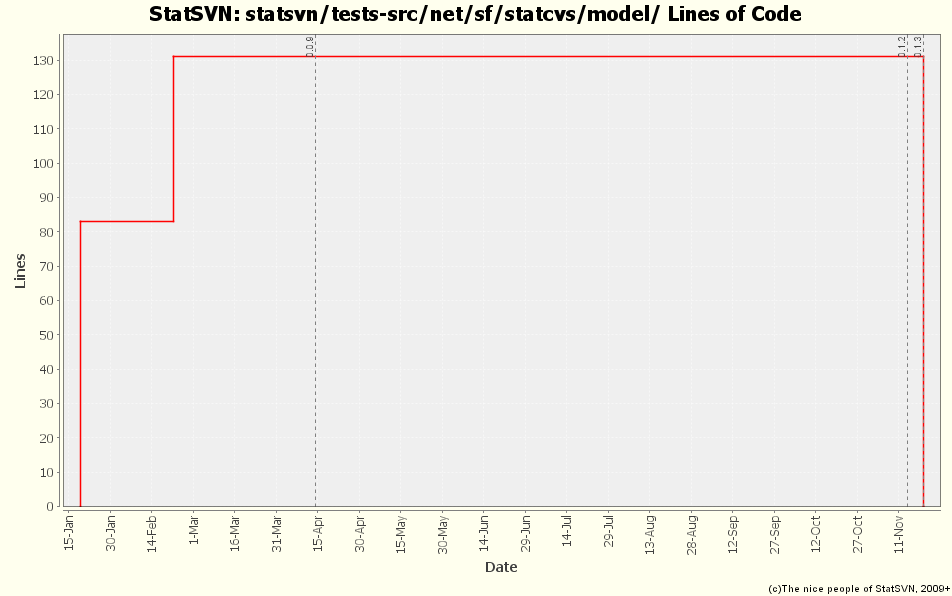 StatSVN: statsvn/tests-src/net/sf/statcvs/model/ Lines of Code
0.0.9
0.1.2
0.1.3
130
120
110
100
90
80
70
60
50
40
30
20
10
0
Lines
15-Jan
30-Jan
14-Feb
1-Mar
16-Mar
31-Mar
15-Apr
30-Apr
15-May
30-May
14-Jun
29-Jun
14-Jul
29-Jul
13-Aug
28-Aug
12-Sep
27-Sep
12-Oct
27-Oct
11-Nov
Date
(c)The nice people of StatSVN, 2009+